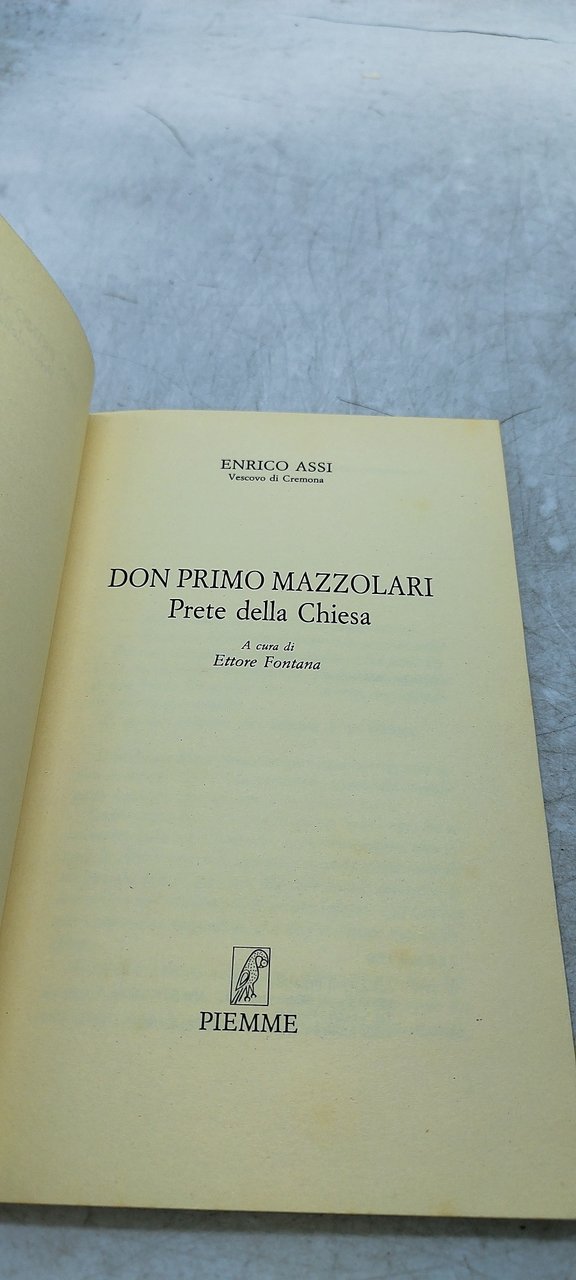 ENRICO ASSI
Vescovo di Cremona
DON PRIMO MAZZOLARI
Prete della Chiesa
A cura di
Ettore Fontana
PIEMME